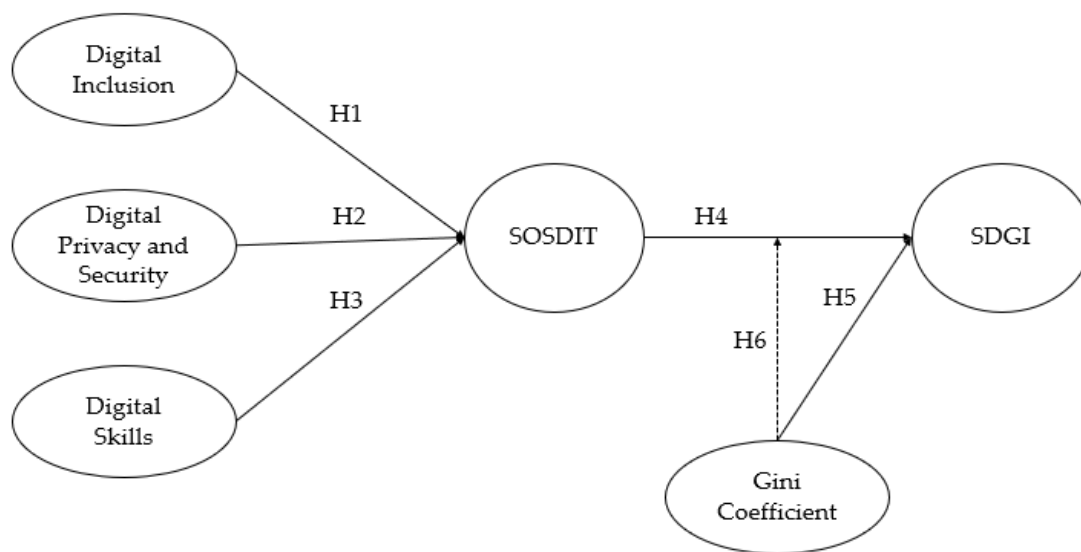 Digital
Inclusion
H1
Digital
Privacy and
Security
H2
H3
Digital
Skills
SOSDIT
H4
SDGI
H5
H6
Gini
Coefficient